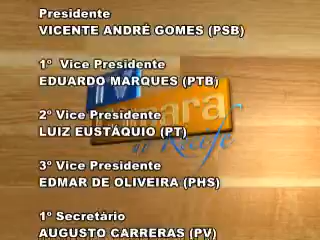 Presidente
VICENTE ANDRÉ GOMES (PSB)
1º Vice Presidente
EDUARDO MARQUES (PTB)
2º Vice Presidente
LUIZ EUSTÁQUIO (PT)
3º Vice Presidente
EDMAR DE OLIVEIRA (PHS)
1º Secretário
AUGUSTO CARRERAS (PV)